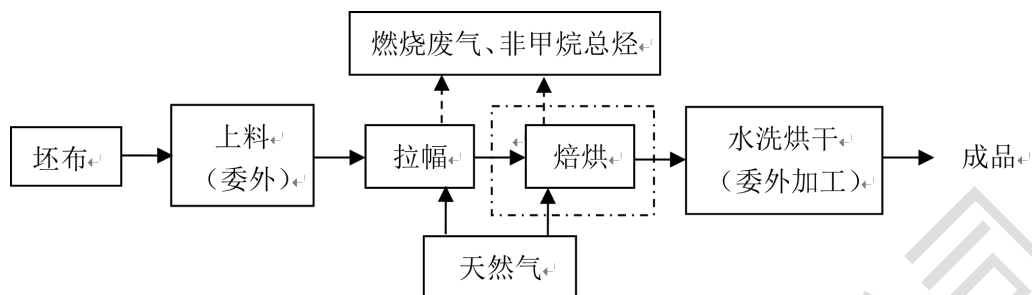 燃烧废气、非甲烷总烃
坯布
上料
（委外）
拉幅
焙烘
水洗烘干
（委外加工）
成品
天然气